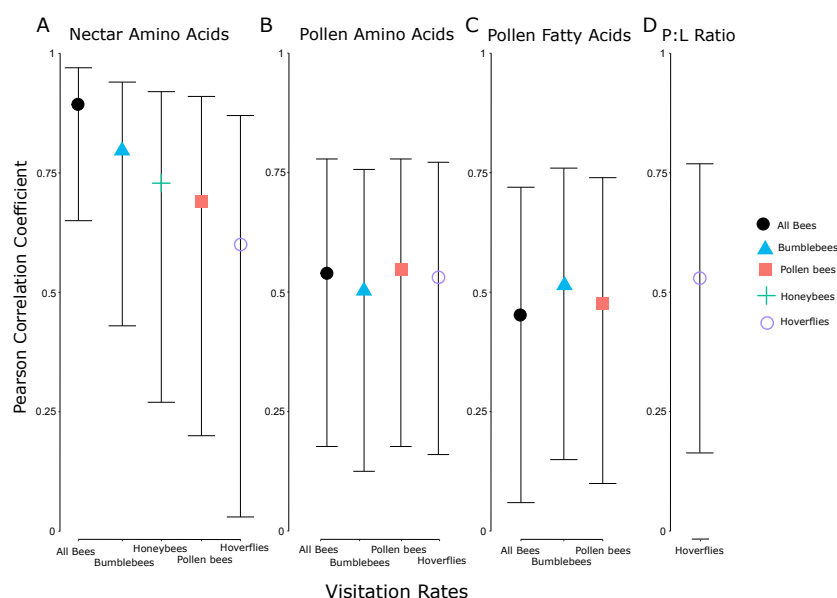 A Nectar Amino Acids
B Pollen Amino Acids
C Pollen Fatty Acids
D P:L Ratio
Pearson Correlation Coefficient
1
0.75
0.5
0.25
0
All Bees
Bumblebees
Honeybees
Pollen bees
Hoverflies
1
0.75
0.5
0.25
0
All Bees
Bumblebees
Pollen bees
Hoverflies
1
0.75
0.5
0.25
0
All Bees
Bumblebees
Pollen bees
1
0.75
0.5
0.25
0
Hoverflies
Visitation Rates
All Bees
Bumblebees
Pollen bees
Honeybees
Hoverflies